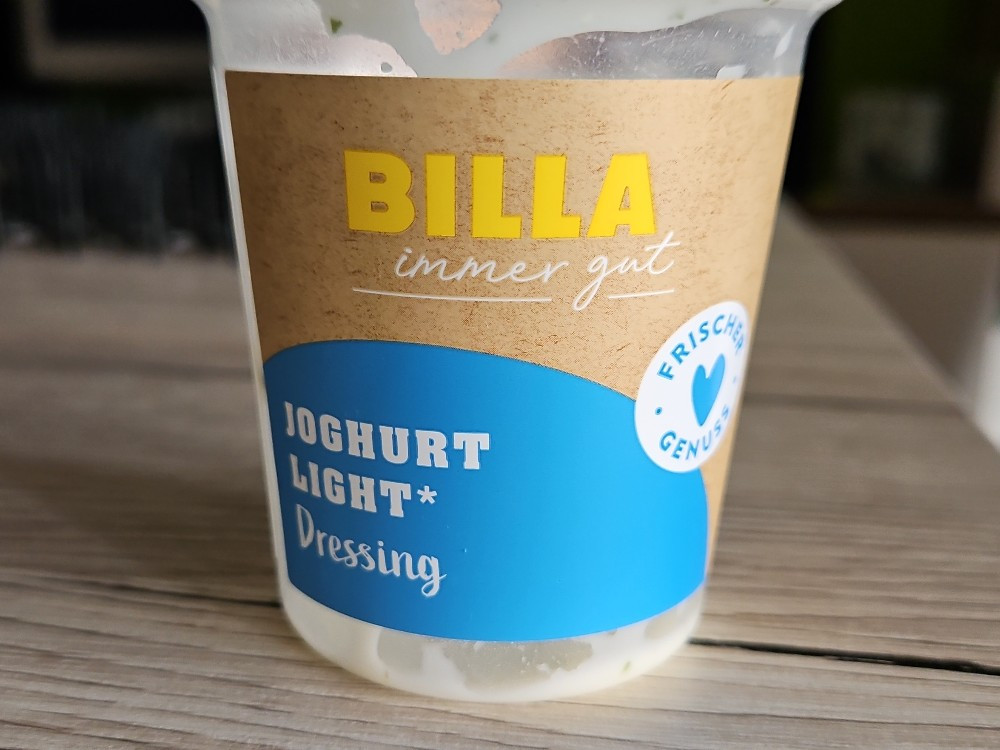 BILLA
immer gut
FRISCHER
GENUSS
JOGHURT
LIGHT*
Dressing